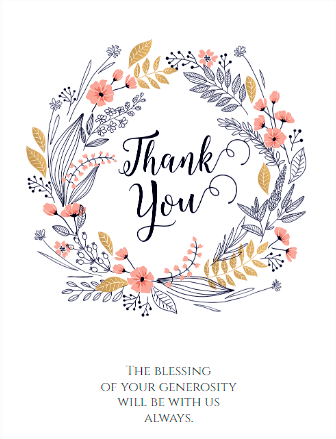 Thank
You
The blessing
of your generosity
will be with us
always.